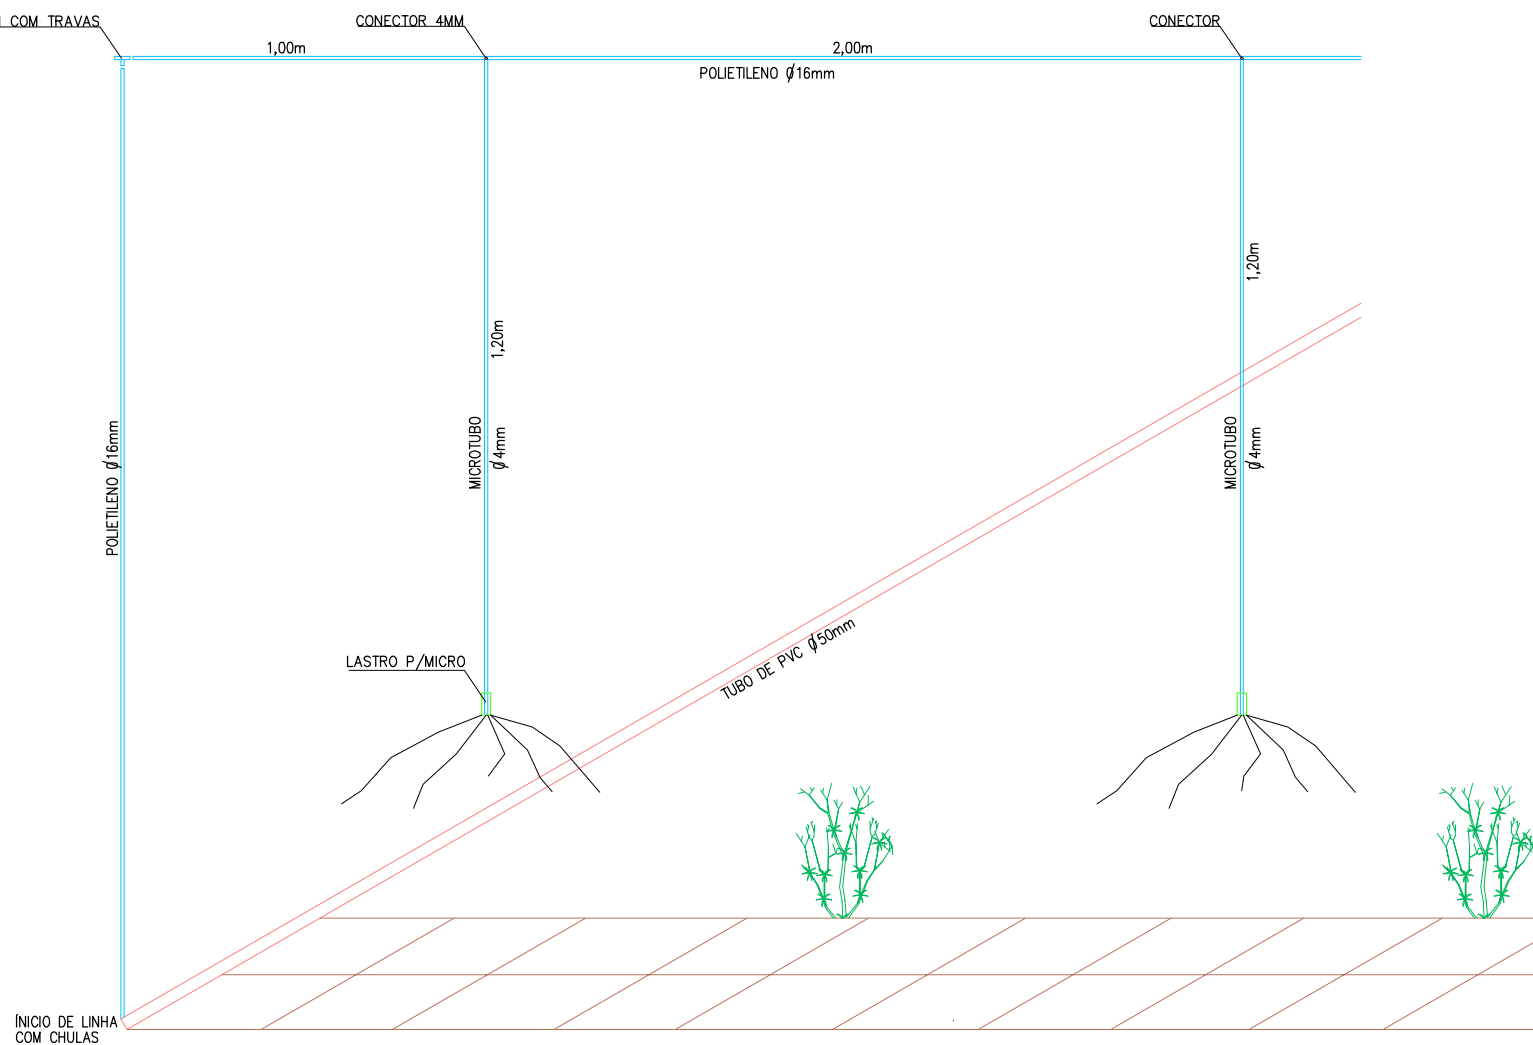 COM TRAVAS
CONECTOR 4MM
CONECTOR
1,00m
2,00m
POLIETILENO Ø16mm
1,20m
1,20m
POLIETILENO Ø16mm
MICROTUBO
Ø4mm
MICROTUBO
Ø4mm
TUBO DE PVC Ø50mm
LASTRO P/MICRO
ÍNICIO DE LINHA
COM CHULAS